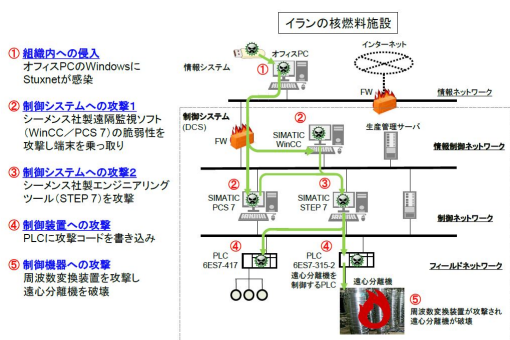 イランの核燃料施設
① 組織内への侵入
オフィスPCのWindowsに
Stuxnetが感染
② 制御システムへの攻撃1
シーメンス社製遠隔監視ソフト
(WinCC/PCS 7)の脆弱性を
攻撃し端末を乗っ取り
③ 制御システムへの攻撃2
シーメンス社製エンジニアリング
ツール(STEP 7)を攻撃
④ 制御装置への攻撃
PLCに攻撃コードを書き込み
⑤ 制御機器への攻撃
周波数変換装置を攻撃し
遠心分離機を破壊
オフィスPC
インターネット
情報システム
①
FW
情報ネットワーク
制御システム
(DCS)
FW
②
SIMATIC
WinCC
生産管理サーバ
情報制御ネットワーク
②
SIMATIC
PCS 7
③
SIMATIC
STEP 7
制御ネットワーク
④
PLC
6ES7-417
④
PLC
6ES7-315-2
遠心分離機を
制御するPLC
フィールドネットワーク
遠心分離機
⑤
周波数変換装置が攻撃され
遠心分離機が破壊